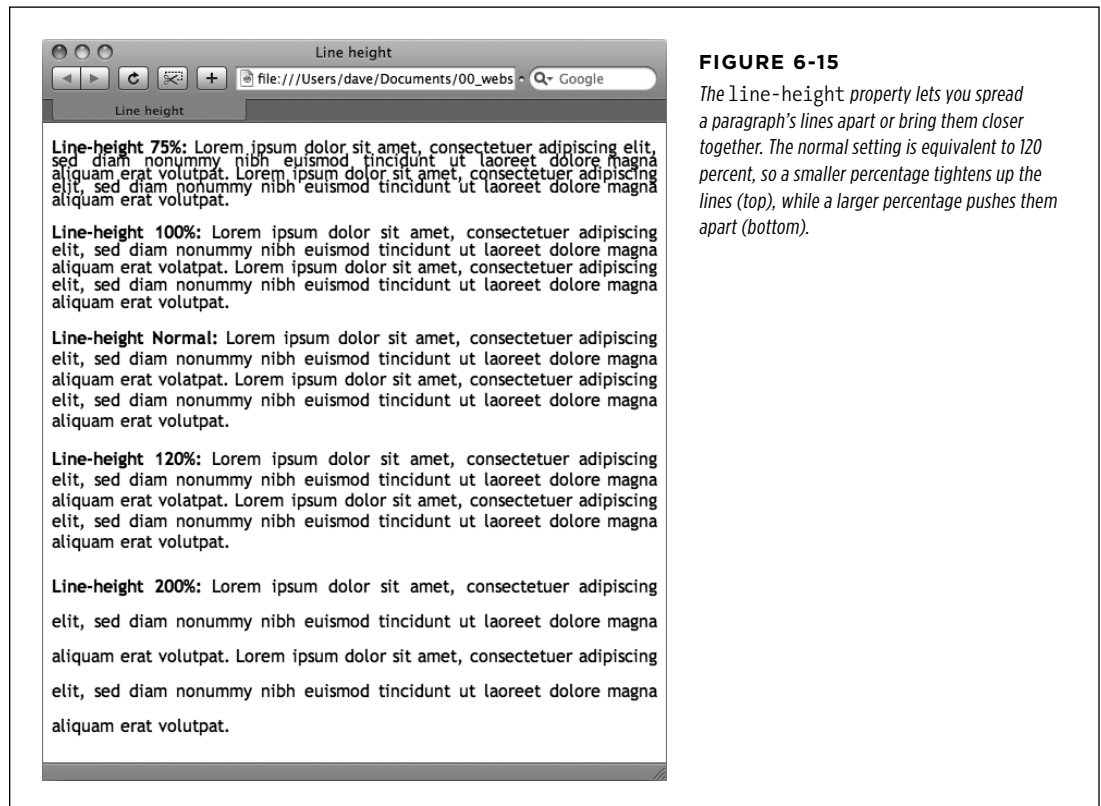 Line height
file:///Users/dave/Documents/00_webs
Google
Line height
Line-height 75%: Lorem ipsum dolor sit amet, consectetuer adipiscing elit,
sed diam nonummy nibh euismod tincidunt ut laoreet dolore magna
aliquam erat volutpat. Lorem ipsum dolor sit amet, consectetuer adipiscing
elit, sed diam nonummy nibh euismod tincidunt ut laoreet dolore magna
aliquam erat volutpat.
Line-height 100%: Lorem ipsum dolor sit amet, consectetuer adipiscing
elit, sed diam nonummy nibh euismod tincidunt ut laoreet dolore magna
aliquam erat volatpat. Lorem ipsum dolor sit amet, consectetuer adipiscing
elit, sed diam nonummy nibh euismod tincidunt ut laoreet dolore magna
aliquam erat volutpat.
Line-height Normal: Lorem ipsum dolor sit amet, consectetuer adipiscing
elit, sed diam nonummy nibh euismod tincidunt ut laoreet dolore magna
aliquam erat volatpat. Lorem ipsum dolor sit amet, consectetuer adipiscing
elit, sed diam nonummy nibh euismod tincidunt ut laoreet dolore magna
aliquam erat volutpat.
Line-height 120%: Lorem ipsum dolor sit amet, consectetuer adipiscing
elit, sed diam nonummy nibh euismod tincidunt ut laoreet dolore magna
aliquam erat volatpat. Lorem ipsum dolor sit amet, consectetuer adipiscing
elit, sed diam nonummy nibh euismod tincidunt ut laoreet dolore magna
aliquam erat volutpat.
Line-height 200%: Lorem ipsum dolor sit amet, consectetuer adipiscing
elit, sed diam nonummy nibh euismod tincidunt ut laoreet dolore magna
aliquam erat volutpat. Lorem ipsum dolor sit amet, consectetuer adipiscing
elit, sed diam nonummy nibh euismod tincidunt ut laoreet dolore magna
aliquam erat volutpat.
FIGURE 6-15
The line-height property lets you spread
a paragraph's lines apart or bring them closer
together. The normal setting is equivalent to 120
percent, so a smaller percentage tightens up the
lines (top), while a larger percentage pushes them
apart (bottom).